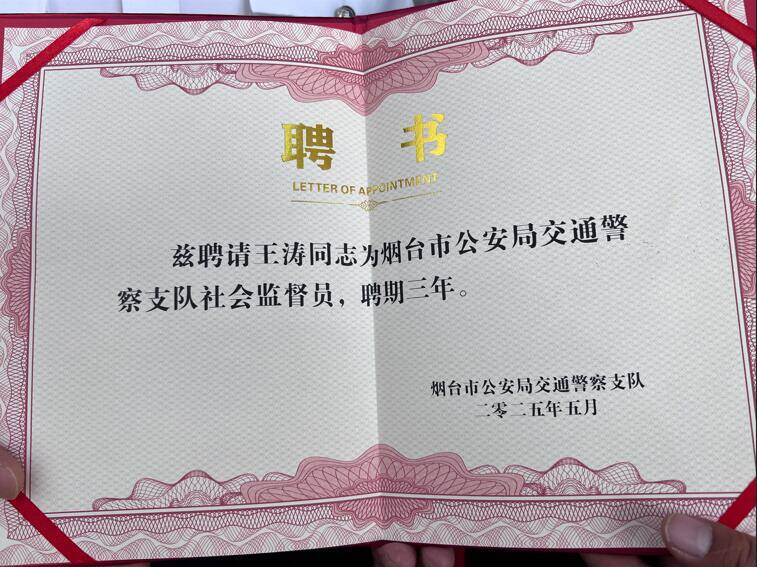 聘 书
LETTER OF APPOINTMENT
兹聘请王涛同志为烟台市公安局交通警
察支队社会监督员，聘期三年。
烟台市公安局交通警察支队
二零二五年五月